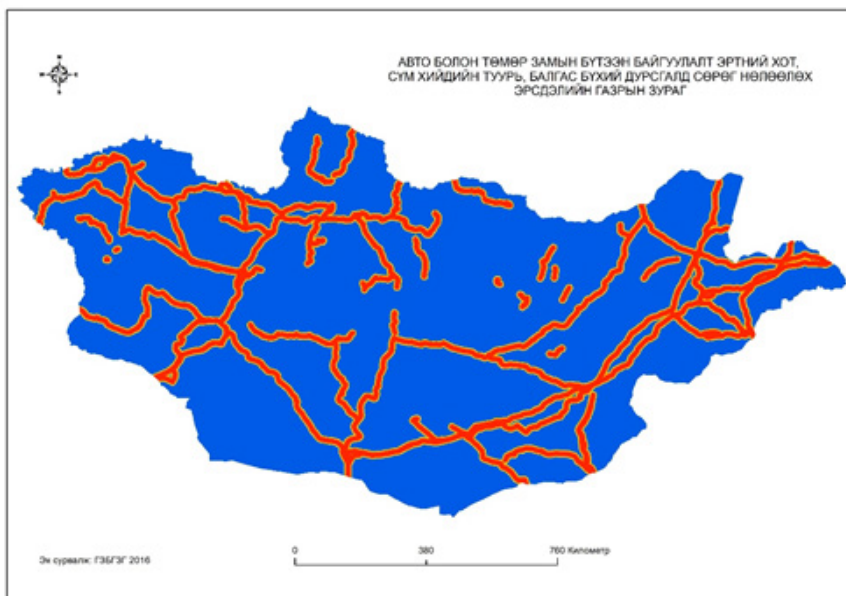 АВТО БОЛОН ТӨМӨР ЗАМЫН БҮТЭЭН БАЙГУУЛАЛТ ЭРТНИЙ ХОТ,
СҮМ ХИЙДИЙН ТУУРЬ, БАЛГАС БҮХИЙ ДУРСГАЛД СӨРӨГ НӨЛӨӨЛӨХ
ЭРСДЭЛИЙН ГАЗРЫН ЗУРАГ
Эх сурвалж: ГЗБГЗГ 2016
0 380 760 Километр